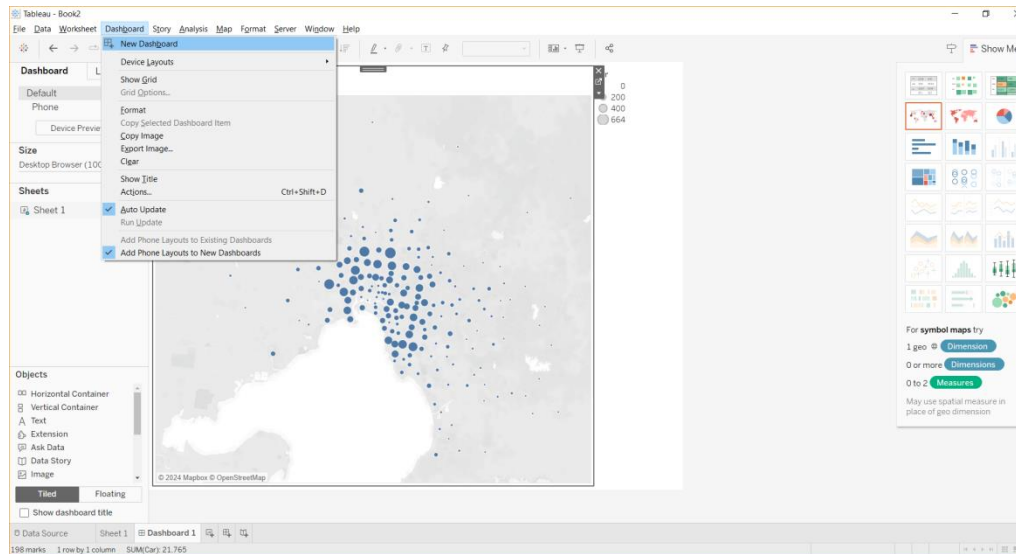 Tableau - Book2
File Data Worksheet Dashboard Story Analysis Map Format Server Window Help
Show Me
New Dashboard
Device Layouts
Show Grid
Grid Options...
Format
Copy Selected Dashboard Item
Copy Image
Export Image...
Clear
Show Title
Actions... Ctrl+Shift+D
Auto Update
Run Update
Add Phone Layouts to Existing Dashboards
Add Phone Layouts to New Dashboards
Dashboard L
Default
Phone
Device Preview
Size
Desktop Browser (100
Sheets
Sheet 1
Objects
Horizontal Container
Vertical Container
A Text
Extension
Ask Data
Data Story
Image
Tiled Floating
Show dashboard title
r
0
200
400
664
© 2024 Mapbox © OpenStreetMap
For symbol maps try
1 geo Dimension
0 or more Dimensions
0 to 2 Measures
May use spatial measure in
place of geo dimension
Data Source Sheet 1 Dashboard 1
198 marks 1 row by 1 column SUM(Car): 21,765